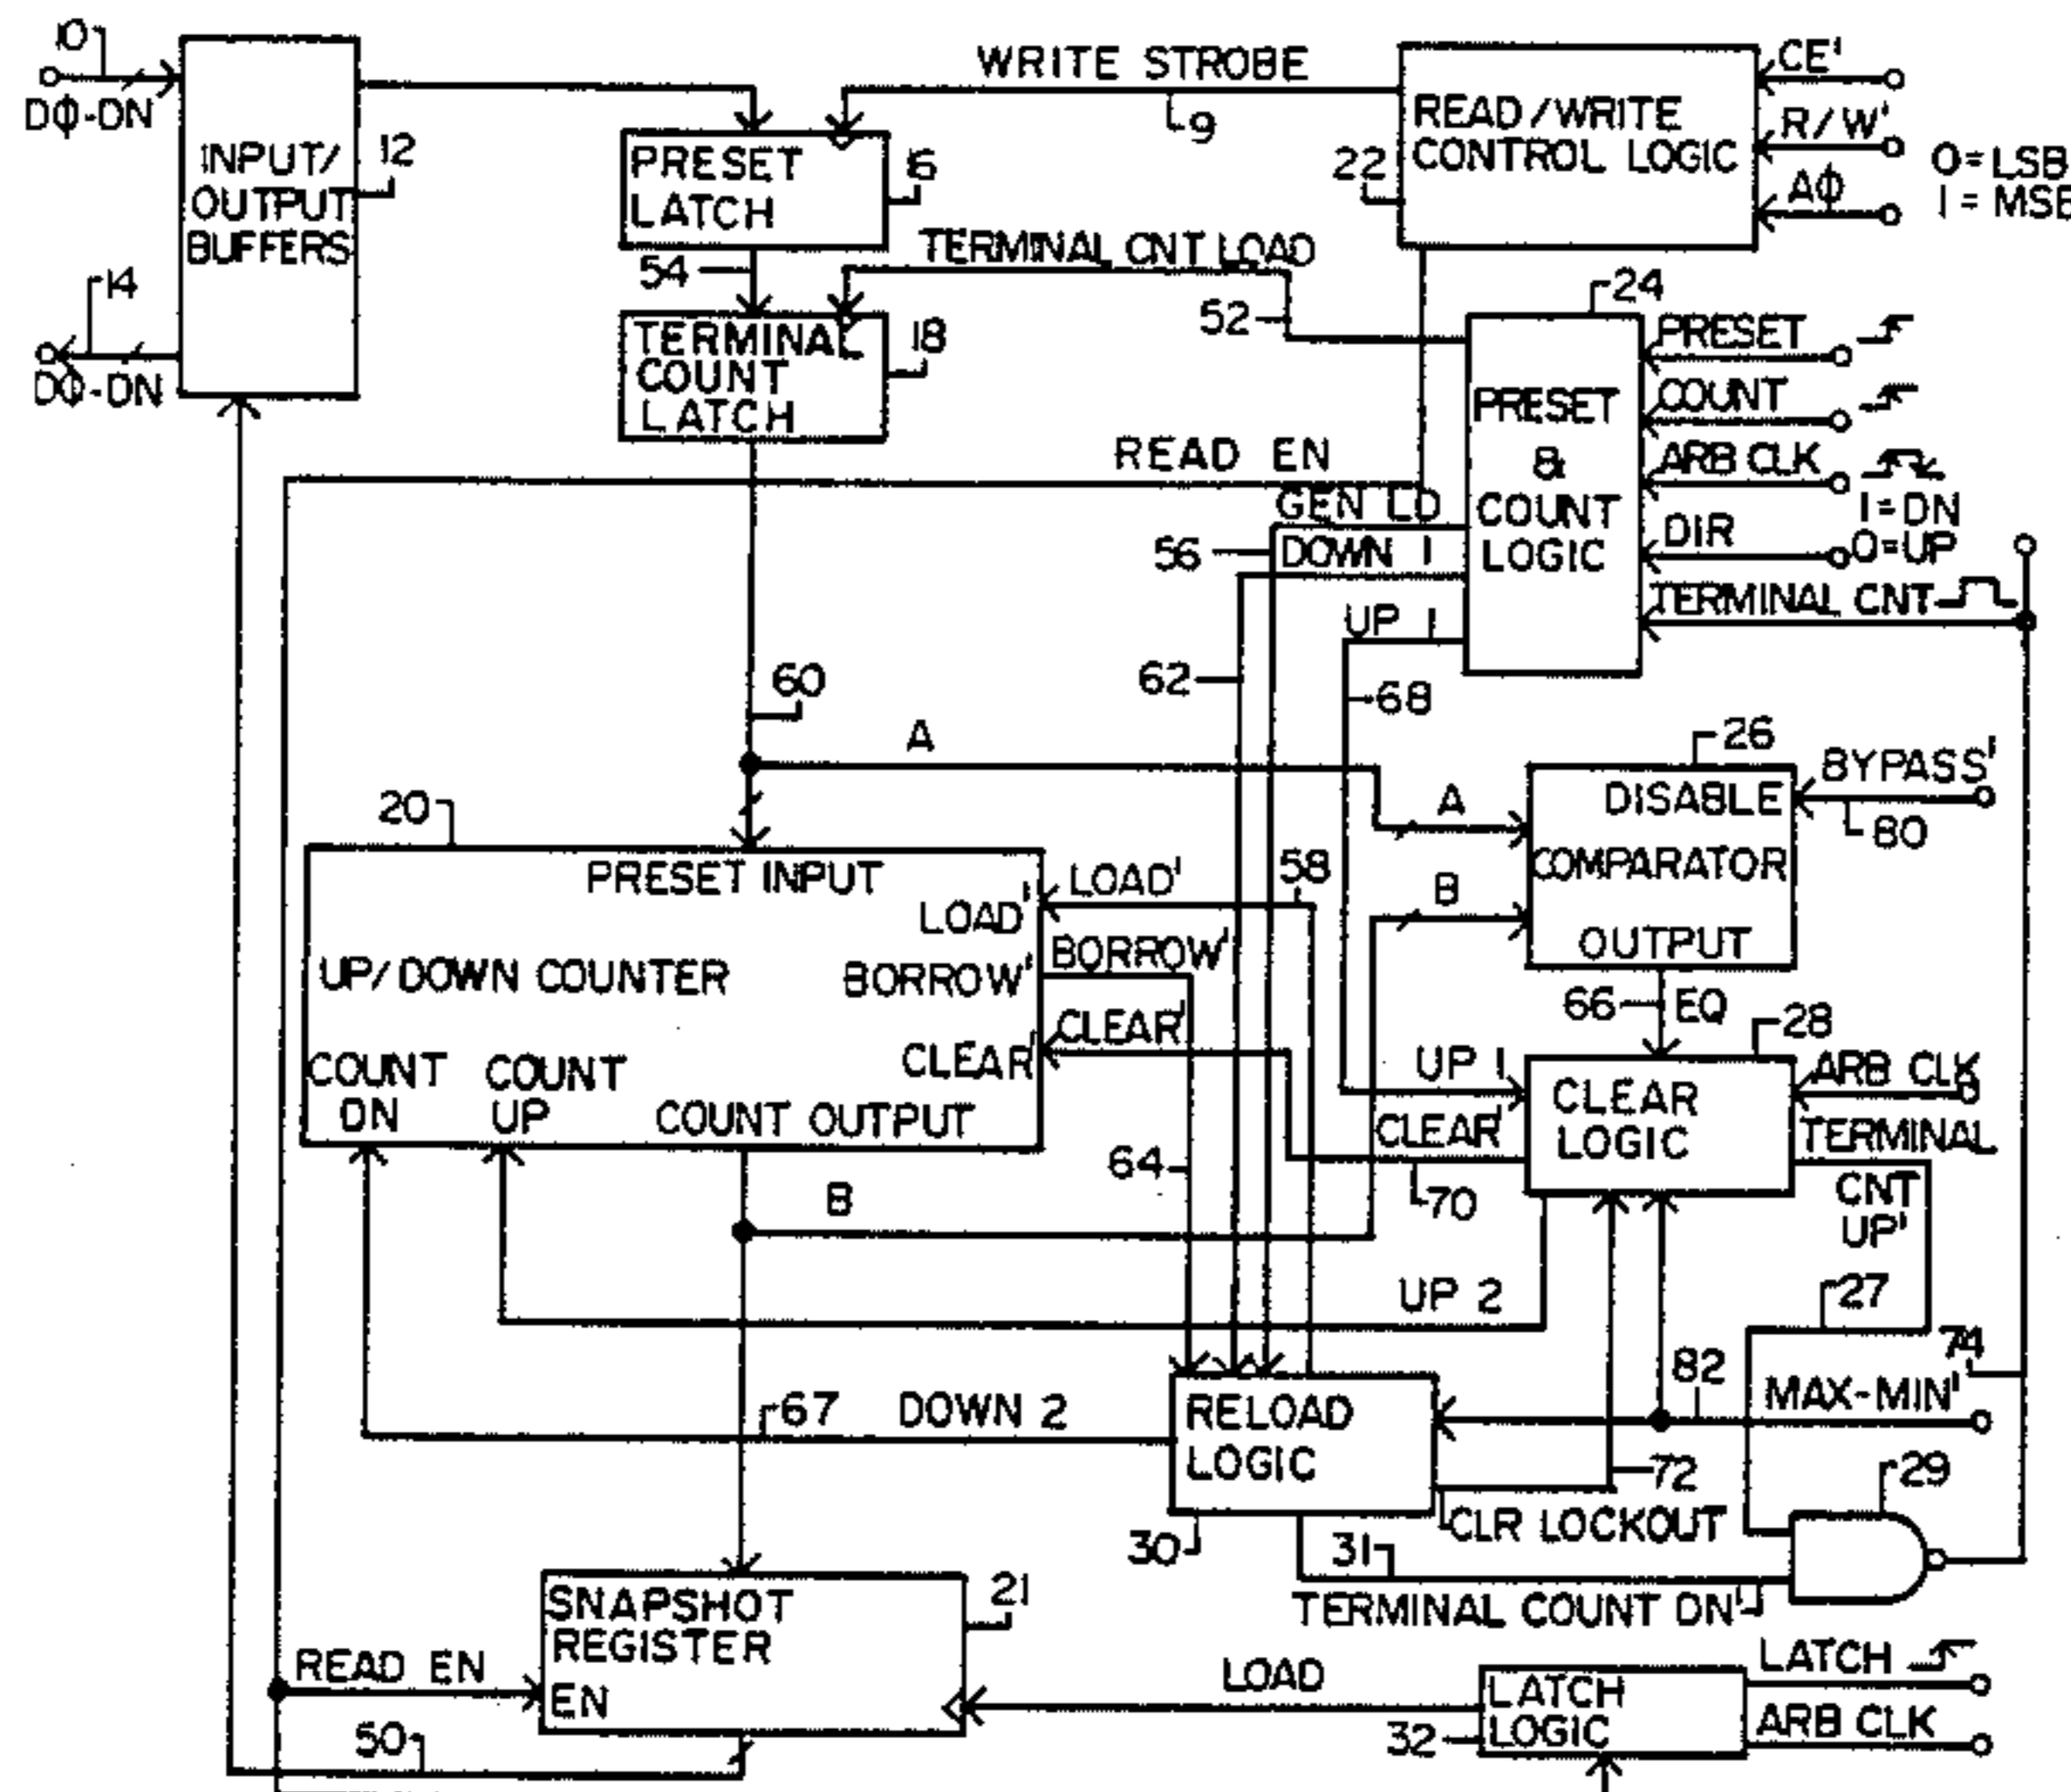 10
DΦ-DN
INPUT/
OUTPUT
BUFFERS
12
14
DΦ-DN
WRITE STROBE
9
PRESET
LATCH
16
54
TERMINAL CNT LOAD
52
TERMINAL
COUNT
LATCH
18
READ/WRITE
CONTROL LOGIC
22
CE'
R/W'
AΦ
0=LSB
1=MSB
24
PRESET
&
COUNT
LOGIC
PRESET
COUNT
ARB CLK
1=DN
DIR
0=UP
TERMINAL CNT
READ EN
GEN LD
56
DOWN 1
UP 1
62
68
60
A
A
B
26
DISABLE
COMPARATOR
OUTPUT
BYPASS'
80
20
PRESET INPUT
LOAD'
UP/DOWN COUNTER
BORROW'
CLEAR'
COUNT
DN
COUNT
UP
COUNT OUTPUT
LOAD'
58
BORROW'
CLEAR'
66
EQ
28
UP 1
CLEAR'
CLEAR
LOGIC
ARB CLK
TERMINAL
CNT
UP'
64
70
B
UP 2
27
74
67
DOWN 2
RELOAD
LOGIC
82
MAX-MIN'
72
29
30
CLR LOCKOUT
31
TERMINAL COUNT DN'
SNAPSHOT
REGISTER
EN
21
READ EN
50
LOAD
LATCH
LOGIC
32
LATCH
ARB CLK